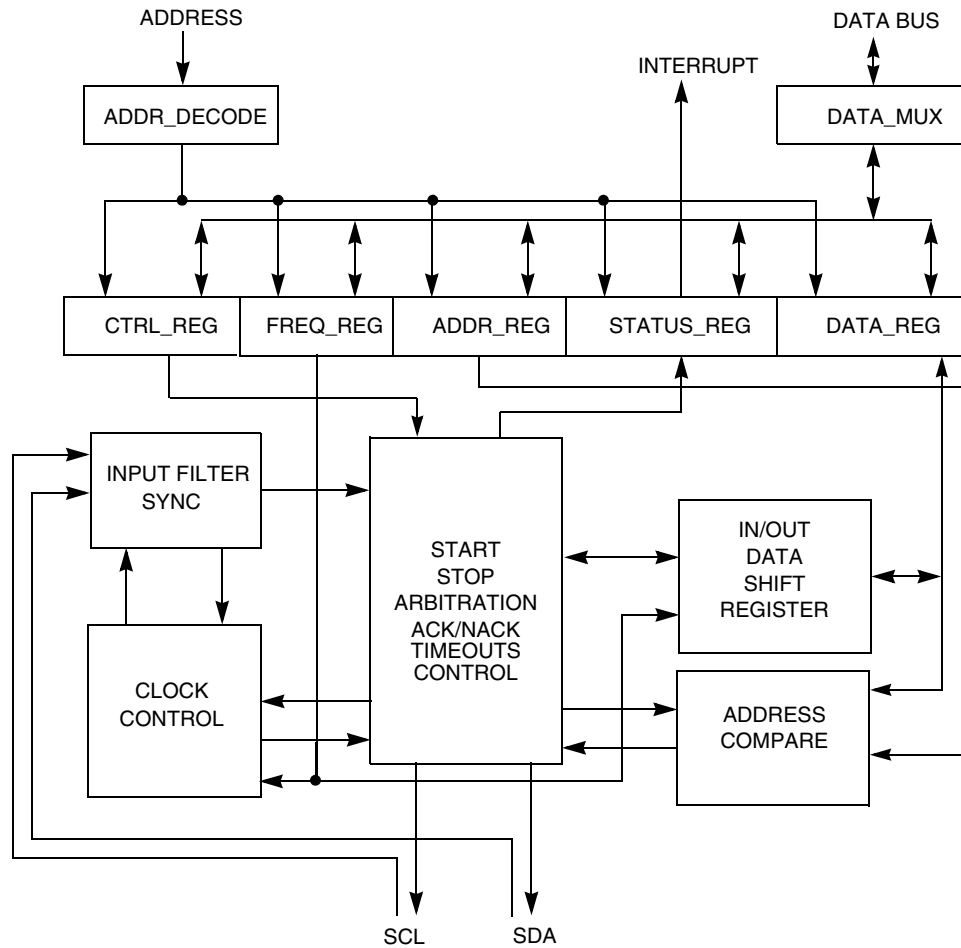 ADDRESS
DATA BUS
INTERRUPT
ADDR_DECODE
DATA_MUX
CTRL_REG
FREQ_REG
ADDR_REG
STATUS_REG
DATA_REG
INPUT FILTER
SYNC
START
STOP
ARBITRATION
ACK/NACK
TIMEOUTS
CONTROL
IN/OUT
DATA
SHIFT
REGISTER
CLOCK
CONTROL
ADDRESS
COMPARE
SCL
SDA